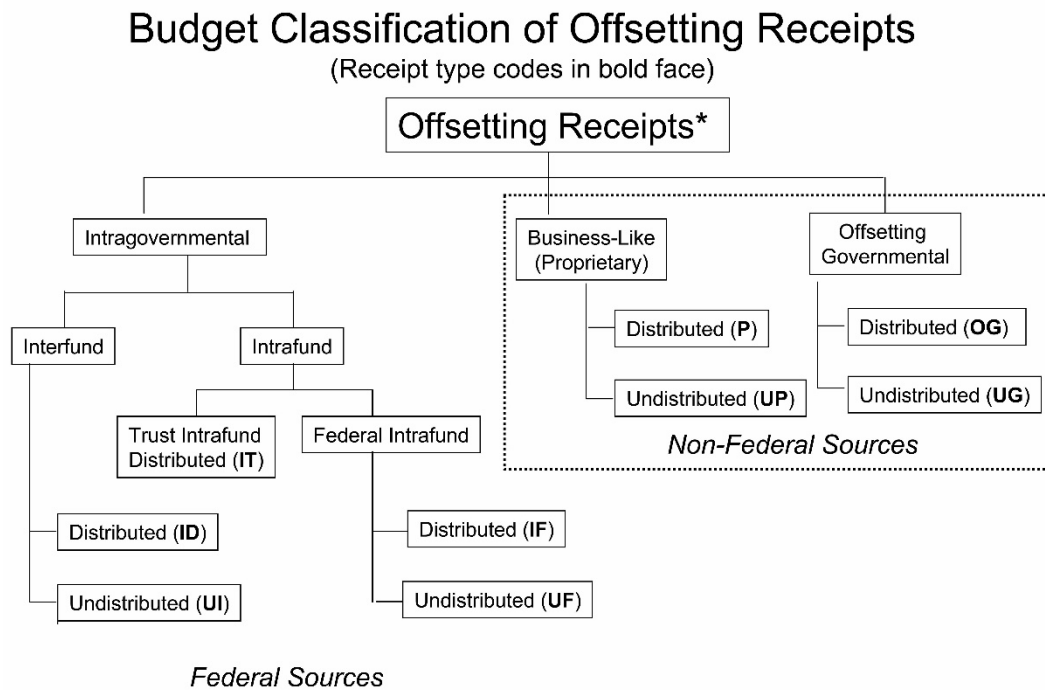 Budget Classification of Offsetting Receipts
(Receipt type codes in bold face)
Offsetting Receipts*
Intragovernmental
Business-Like
(Proprietary)
Offsetting
Governmental
Distributed (P)
Distributed (OG)
Interfund
Intrafund
Undistributed (UP)
Undistributed (UG)
Trust Intrafund
Distributed (IT)
Federal Intrafund
Non-Federal Sources
Distributed (ID)
Distributed (IF)
Undistributed (UI)
Undistributed (UF)
Federal Sources